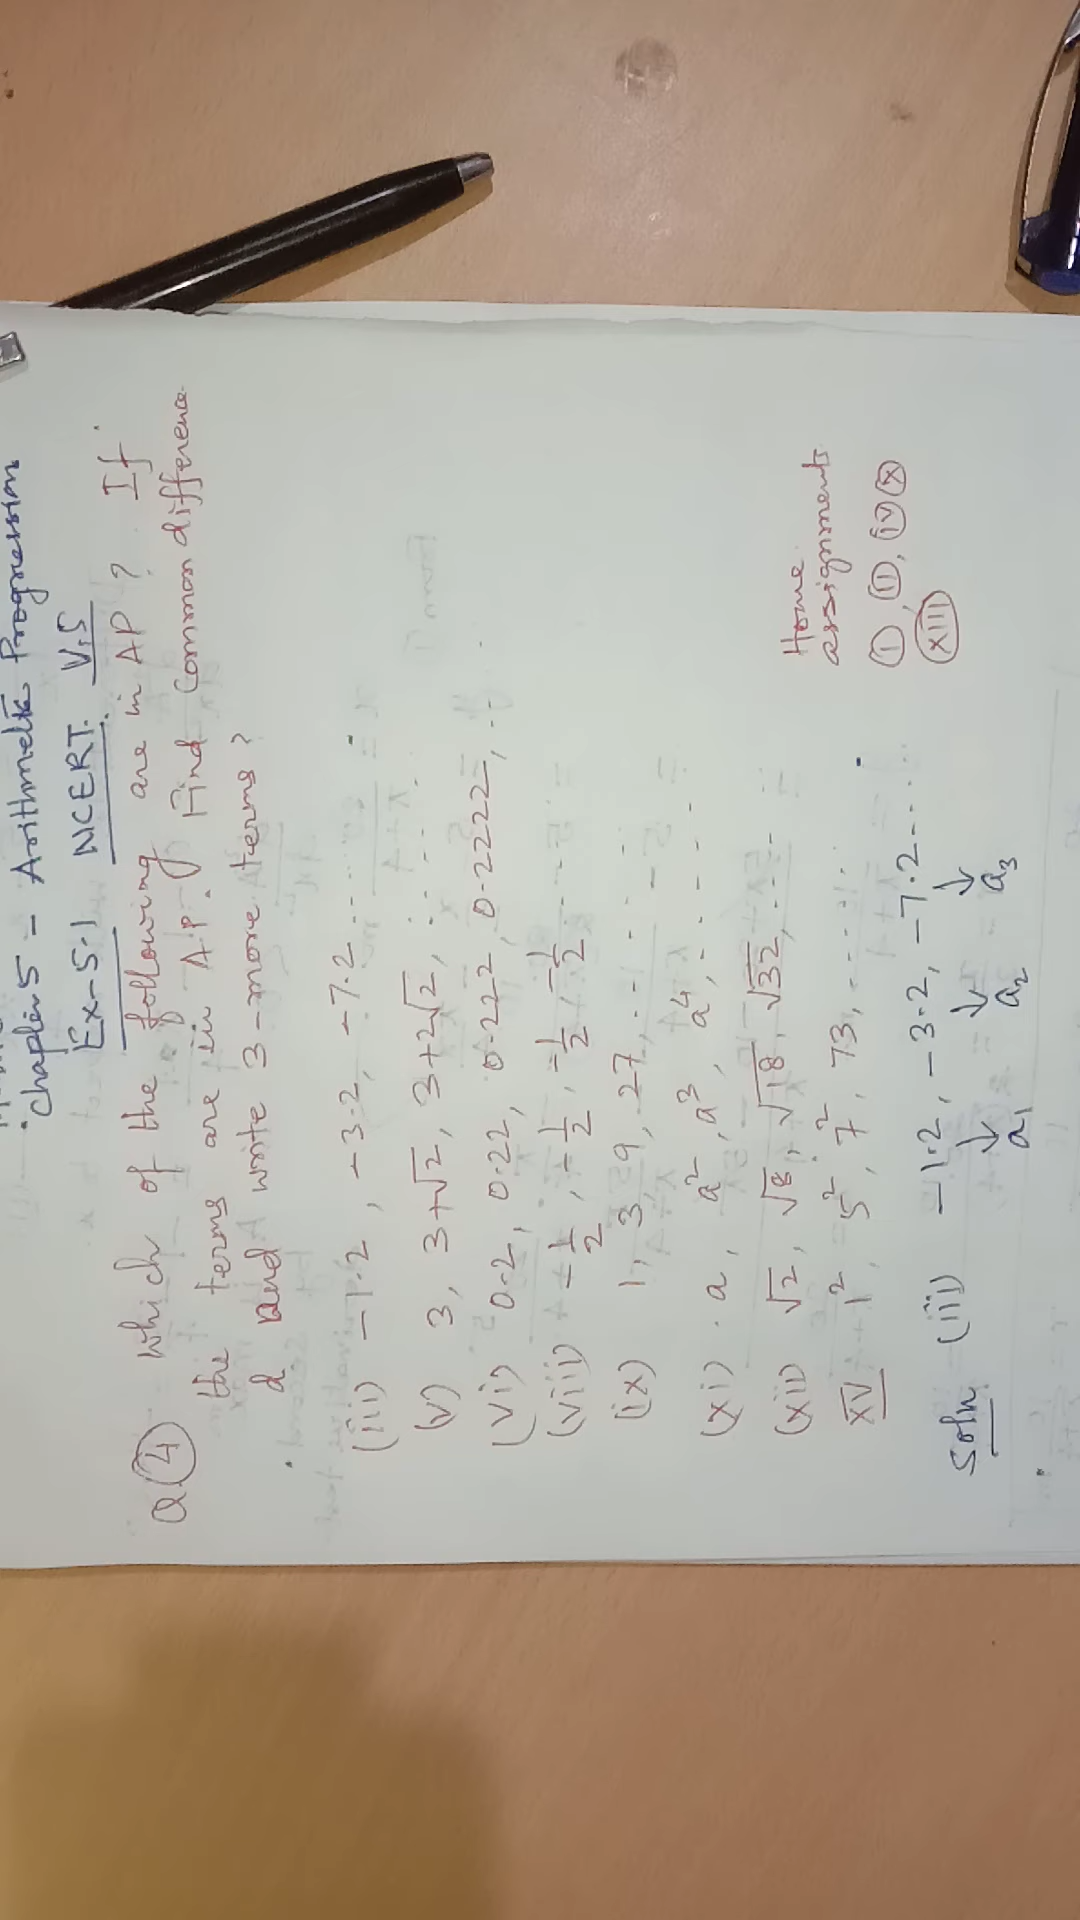 Chapter 5 - Arithmetic Progression
Ex-5.1 NCERT. V.5
Q.4 which of the following are in AP? If
the terms are in A.P. Find Common difference
d and write 3-more terms?
(iii) -1.2, -3.2, -7.2.....
(v) 3, 3+√2, 3+2√2, .....
(vi) 0.2, 0.22, 0.222, 0.2222, ..
(viii) -1/2, -1/2, -1/2, -1/2 .....
(ix) 1, 3, 9, 27, .....
(xi) a, a², a³, a⁴, .....
(xii) √2, √8, √18, √32, .....
XV 1², 5², 7², 73, .....
Home
assignments
(i), (ii), (iv) (x)
(xiii)
Soln. (iii) -1.2, -3.2, -7.2....
↓ ↓ ↓
a₁ a₂ a₃